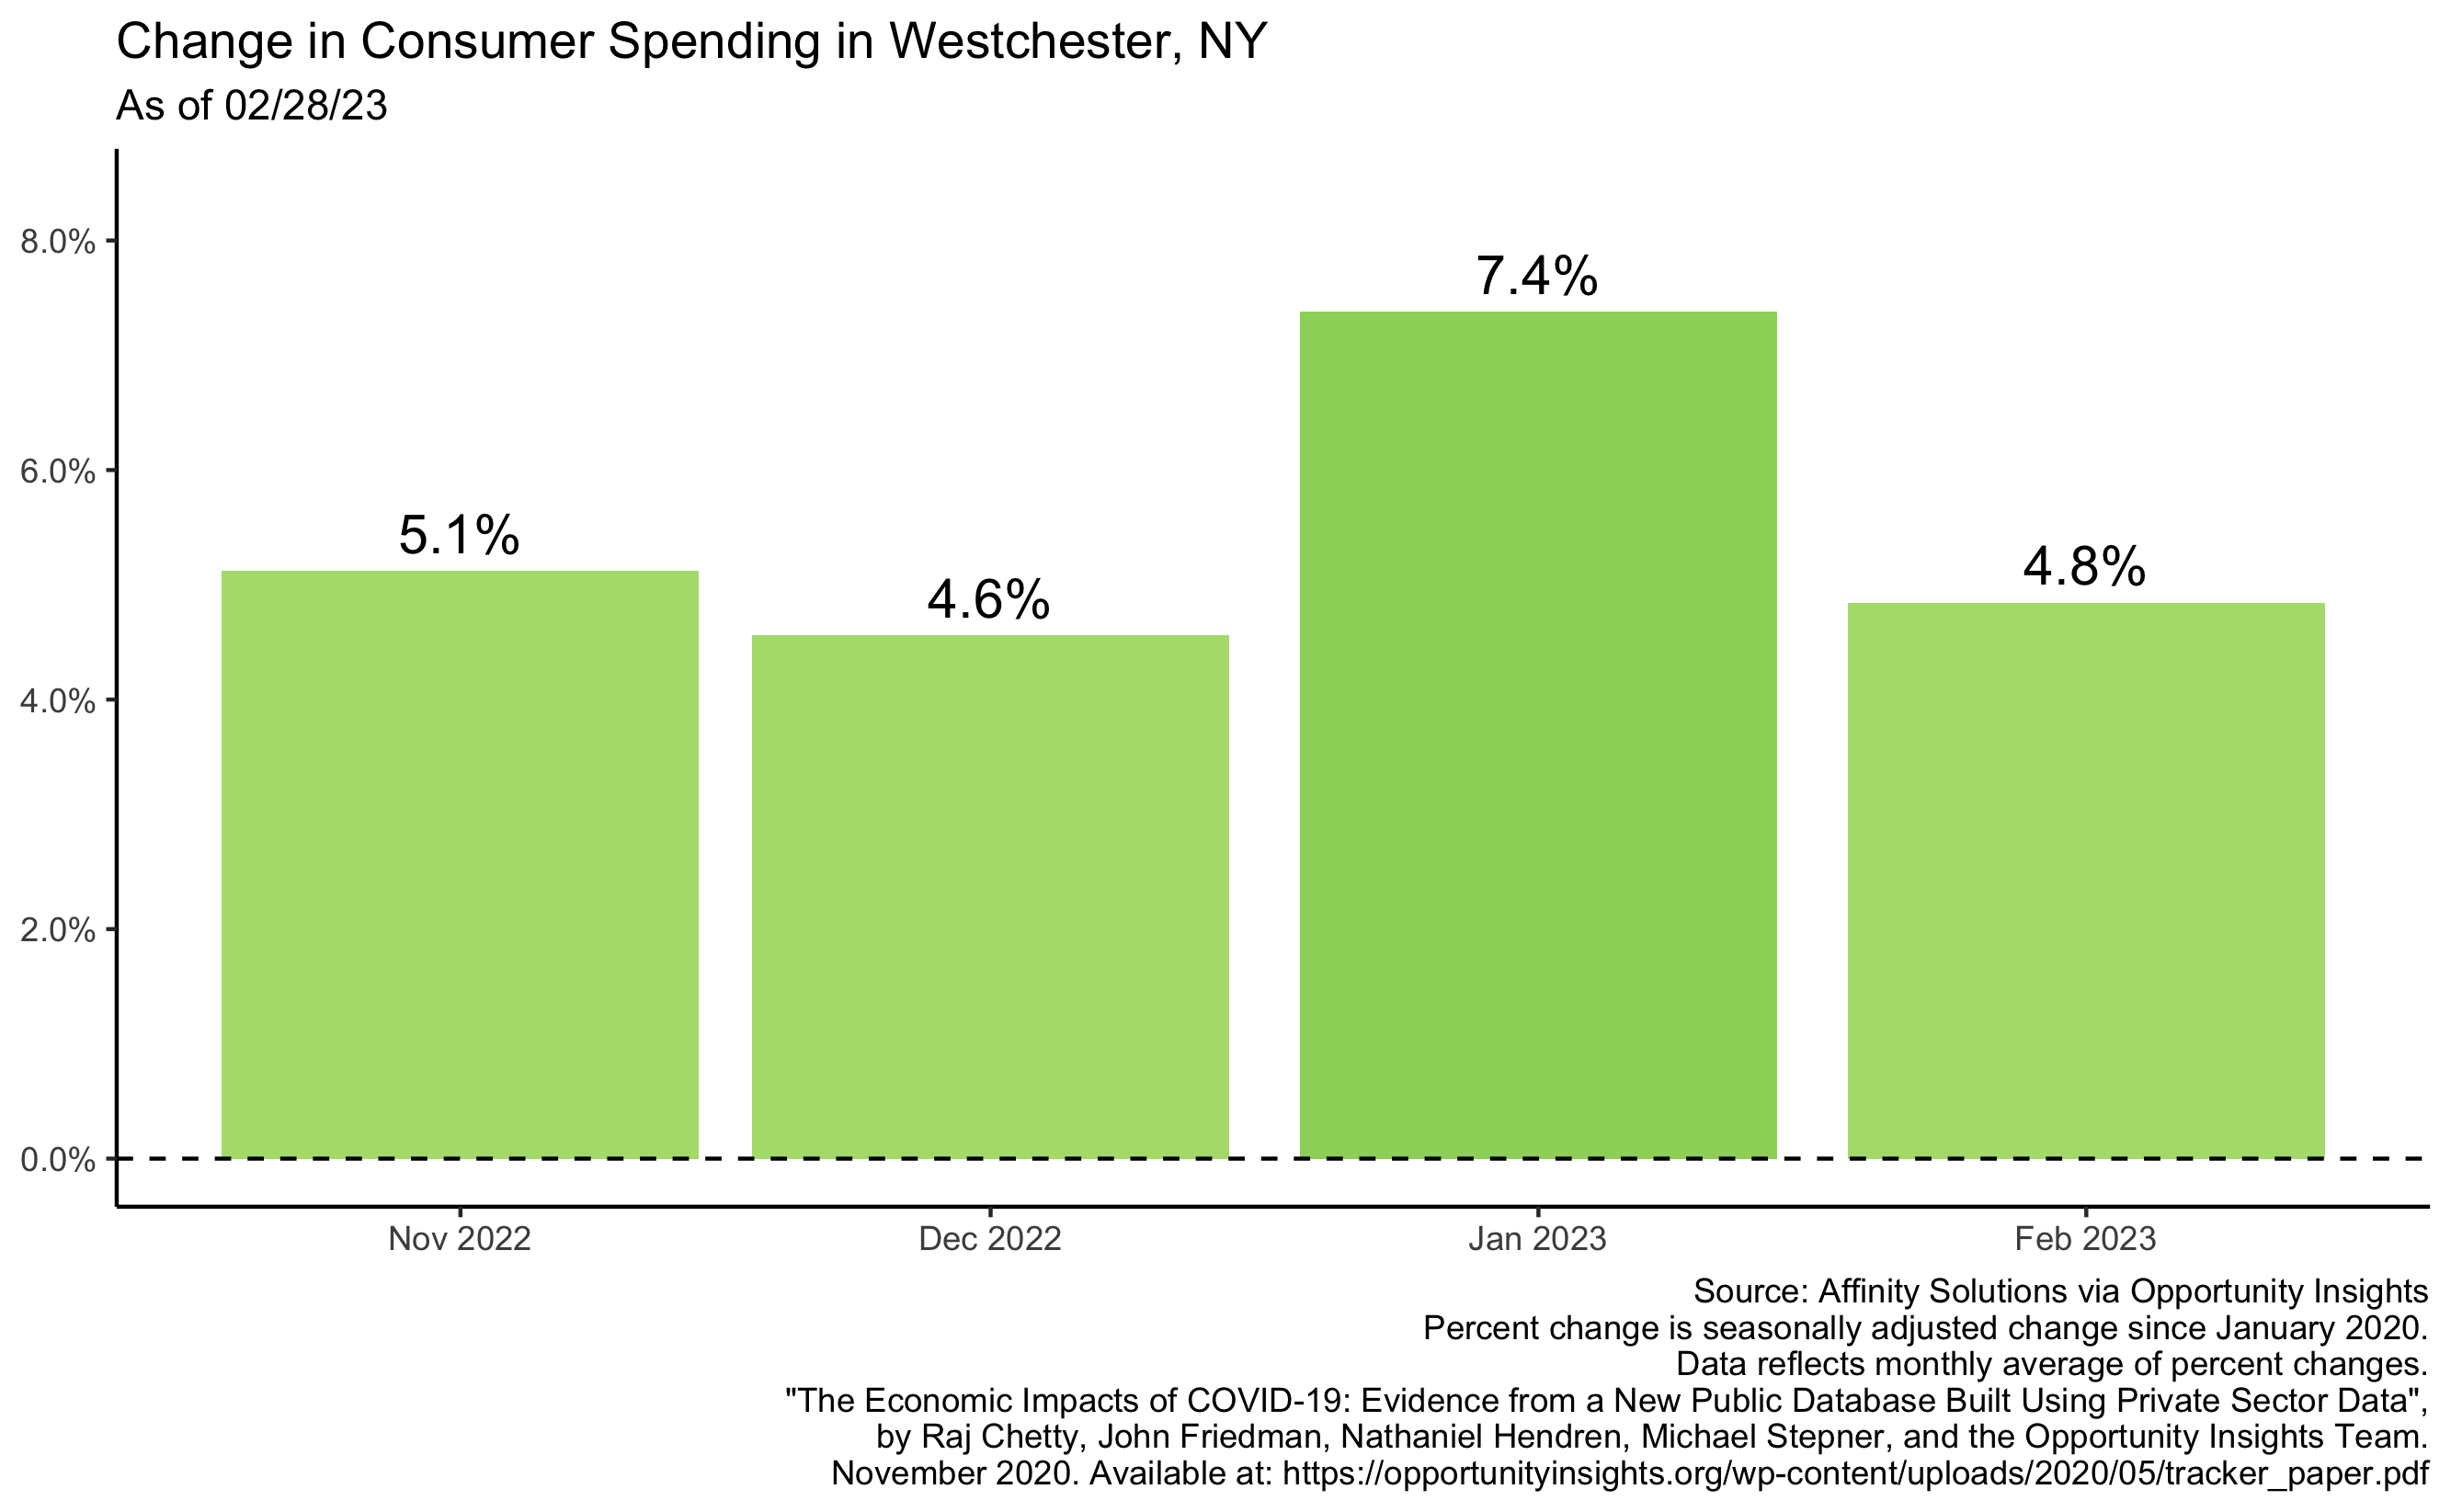 Change in Consumer Spending in Westchester, NY
As of 02/28/23
8.0%
6.0%
4.0%
2.0%
0.0%
5.1%
4.6%
7.4%
4.8%
Nov 2022
Dec 2022
Jan 2023
Feb 2023
Source: Affinity Solutions via Opportunity Insights
Percent change is seasonally adjusted change since January 2020.
Data reflects monthly average of percent changes.
"The Economic Impacts of COVID-19: Evidence from a New Public Database Built Using Private Sector Data",
by Raj Chetty, John Friedman, Nathaniel Hendren, Michael Stepner, and the Opportunity Insights Team.
November 2020. Available at: https://opportunityinsights.org/wp-content/uploads/2020/05/tracker_paper.pdf